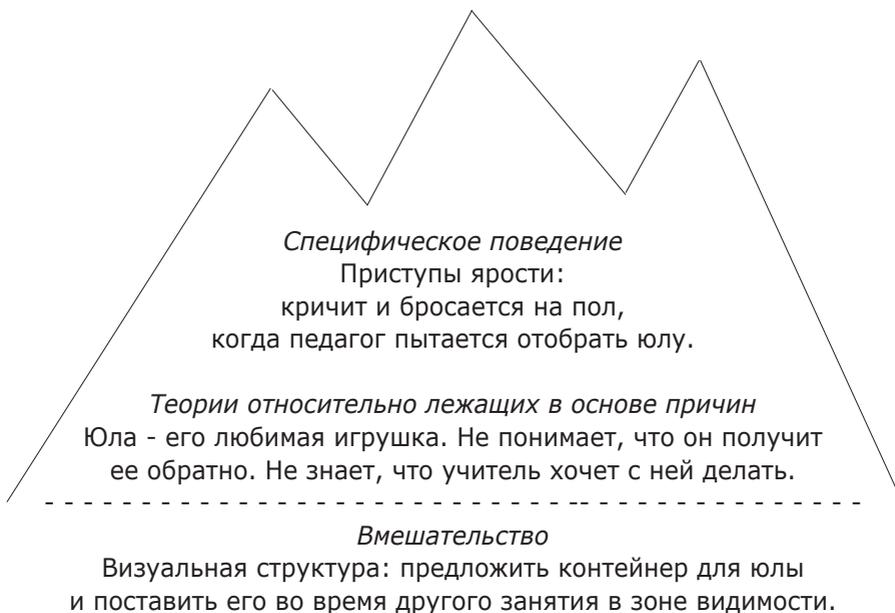 Специфическое поведение
Приступы ярости:
кричит и бросается на пол,
когда педагог пытается отобрать юлу.
Теории относительно лежащих в основе причин
Юла - его любимая игрушка. Не понимает, что он получит
ее обратно. Не знает, что учитель хочет с ней делать.
Вмешательство
Визуальная структура: предложить контейнер для юлы
и поставить его во время другого занятия в зоне видимости.